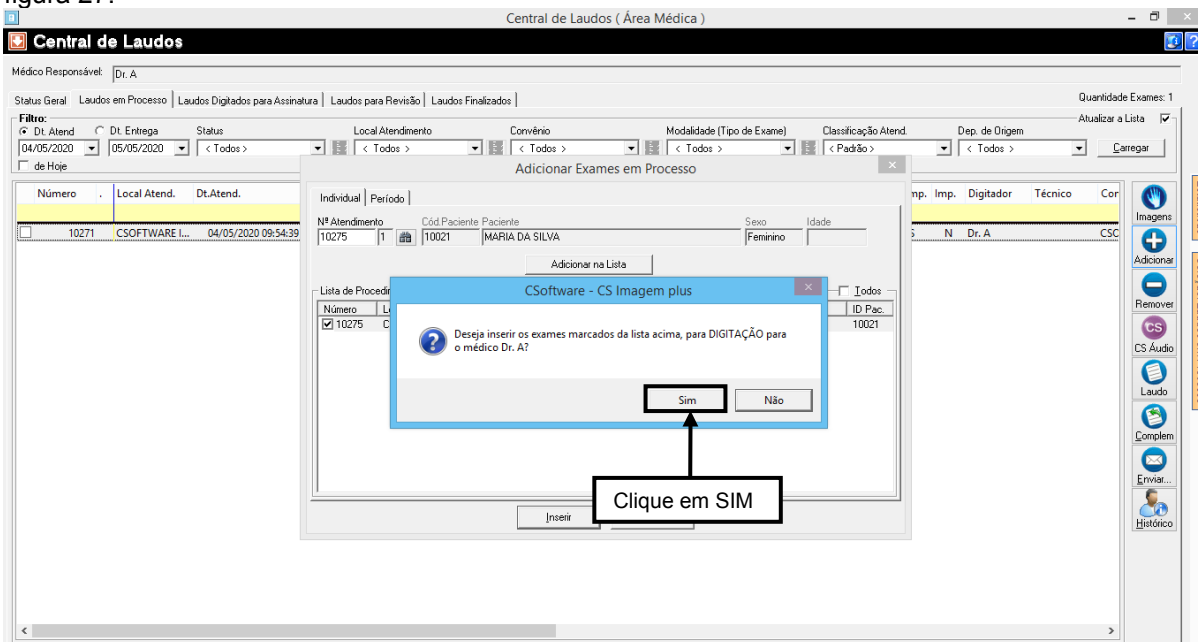 figura 27.
Central de Laudos ( Área Médica )
Central de Laudos
Médico Responsável: Dr. A
Status Geral Laudos em Processo Laudos Digitados para Assinatura Laudos para Revisão Laudos Finalizados Quantidade Exames: 1
Filtro: Atualizar a Lista
Dt. Atend Dt. Entrega Status Local Atendimento Convênio Modalidade (Tipo de Exame) Classificação Atend. Dep. de Origem
04/05/2020 05/05/2020 < Todos > < Todos > < Todos > < Todos > < Padrão > < Todos > Carregar
de Hoje
Adicionar Exames em Processo
Número . Local Atend. Dt.Atend. mp. Imp. Digitador Técnico Cor
10271 CSOFTWARE I... 04/05/2020 09:54:39 N Dr. A CSC
Individual Período
Nº Atendimento Cód.Paciente Paciente Sexo Idade
10275 1 10021 MARIA DA SILVA Feminino
Adicionar na Lista
Lista de Procedi Todos
Número L ID Pac.
10275 C 10021
CSoftware - CS Imagem plus
Deseja inserir os exames marcados da lista acima, para DIGITAÇÃO para
o médico Dr. A?
Sim Não
Clique em SIM
Inserir
Imagens
Adicionar
Remover
CS
CS Áudio
Laudo
Complem
Enviar...
Histórico